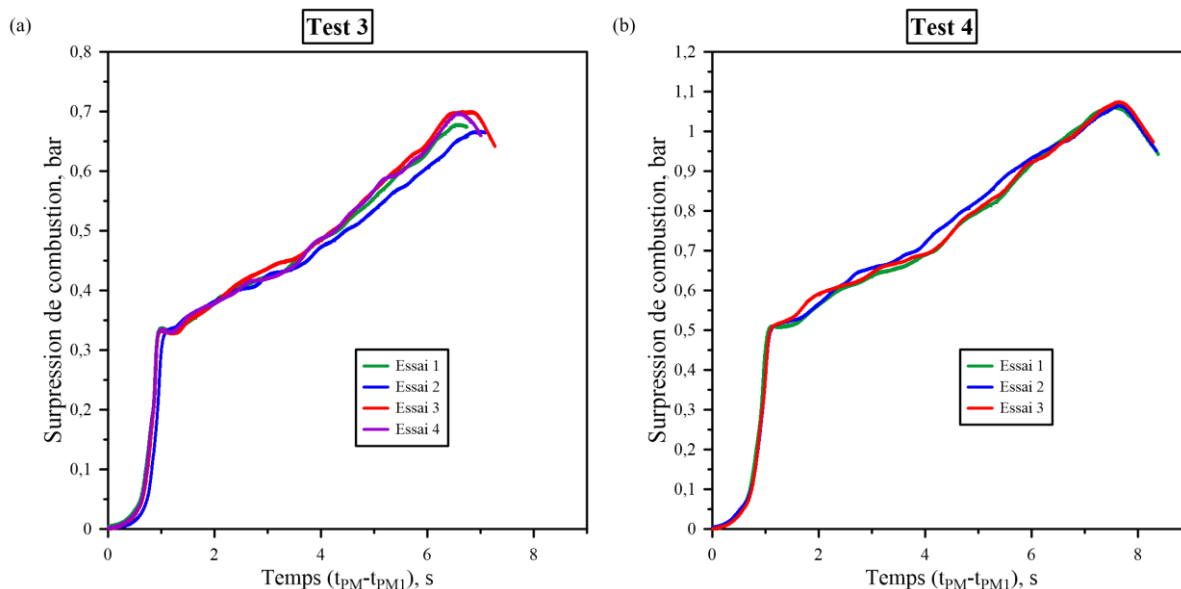 (a)
Test 3
0,8
0,7
0,6
0,5
0,4
0,3
0,2
0,1
0
Surpression de combustion, bar
Essai 1
Essai 2
Essai 3
Essai 4
0 2 4 6 8
Temps (tPM-tPM1), s
(b)
Test 4
1,2
1,1
1
0,9
0,8
0,7
0,6
0,5
0,4
0,3
0,2
0,1
0
Surpression de combustion, bar
Essai 1
Essai 2
Essai 3
0 2 4 6 8
Temps (tPM-tPM1), s